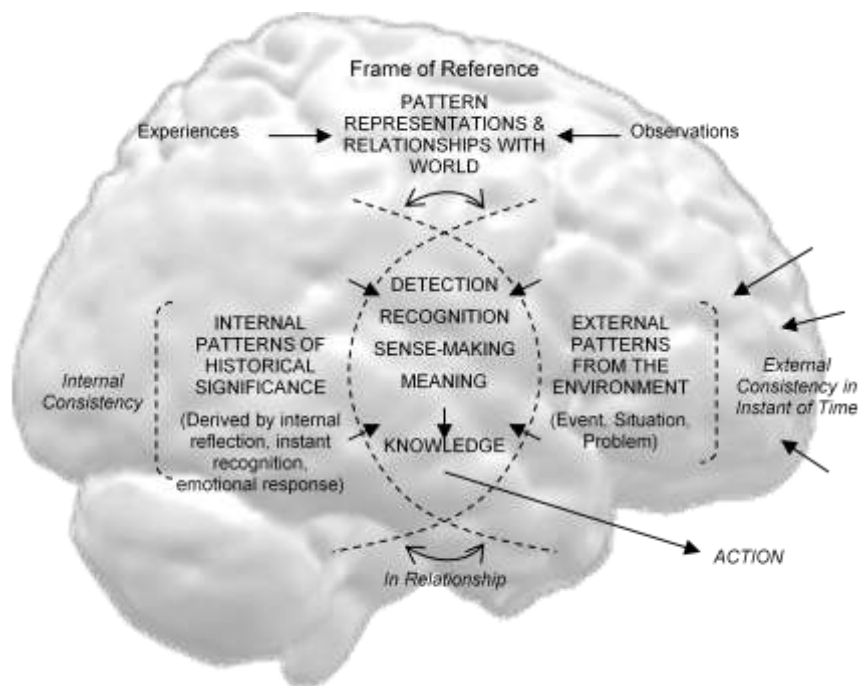 Frame of Reference
PATTERN
REPRESENTATIONS &
RELATIONSHIPS WITH
WORLD
Experiences
Observations
DETECTION
RECOGNITION
SENSE-MAKING
MEANING
KNOWLEDGE
INTERNAL
PATTERNS OF
HISTORICAL
SIGNIFICANCE
(Derived by internal
reflection, instant
recognition,
emotional response)
Internal
Consistency
EXTERNAL
PATTERNS
FROM THE
ENVIRONMENT
(Event, Situation,
Problem)
External
Consistency in
Instant of Time
ACTION
In Relationship